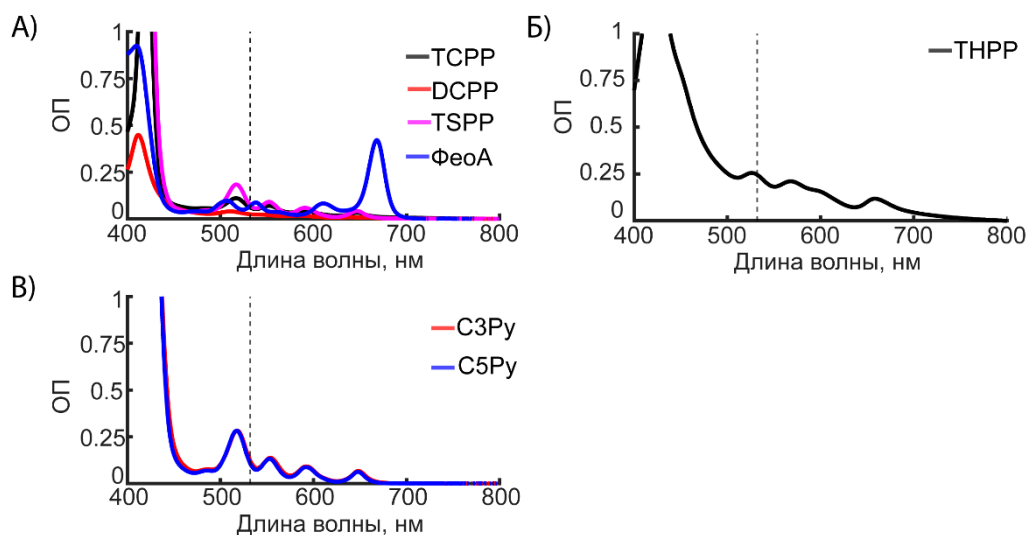 А)
1
0.75
0.5
0.25
0
ОП
400
500
600
700
800
Длина волны, нм
TCPP
DCPP
TSPP
ФеоА
Б)
1
0.75
0.5
0.25
0
ОП
400
500
600
700
800
Длина волны, нм
THPP
В)
1
0.75
0.5
0.25
0
ОП
400
500
600
700
800
Длина волны, нм
C3Py
C5Py